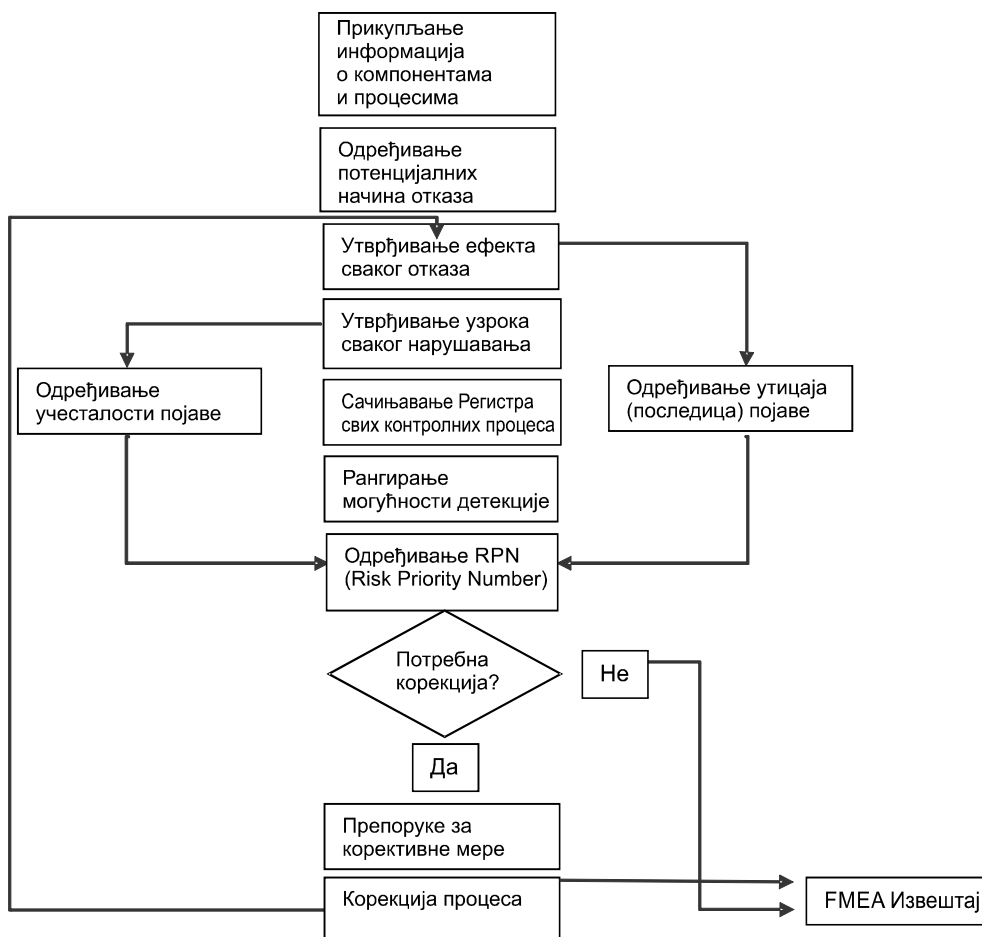 Прикупљање
информација
о компонентама
и процесима
Одређивање
потенцијалних
начина отказа
Утврђивање ефекта
сваког отказа
Утврђивање узрока
сваког нарушавања
Одређивање
учесталости појаве
Одређивање утицаја
(последица) појаве
Сачињавање Регистра
свих контролних процеса
Рангирање
могућности детекције
Одређивање RPN
(Risk Priority Number)
Потребна
корекција?
Не
Да
Препоруке за
корективне мере
Корекција процеса
FMEA Извештај